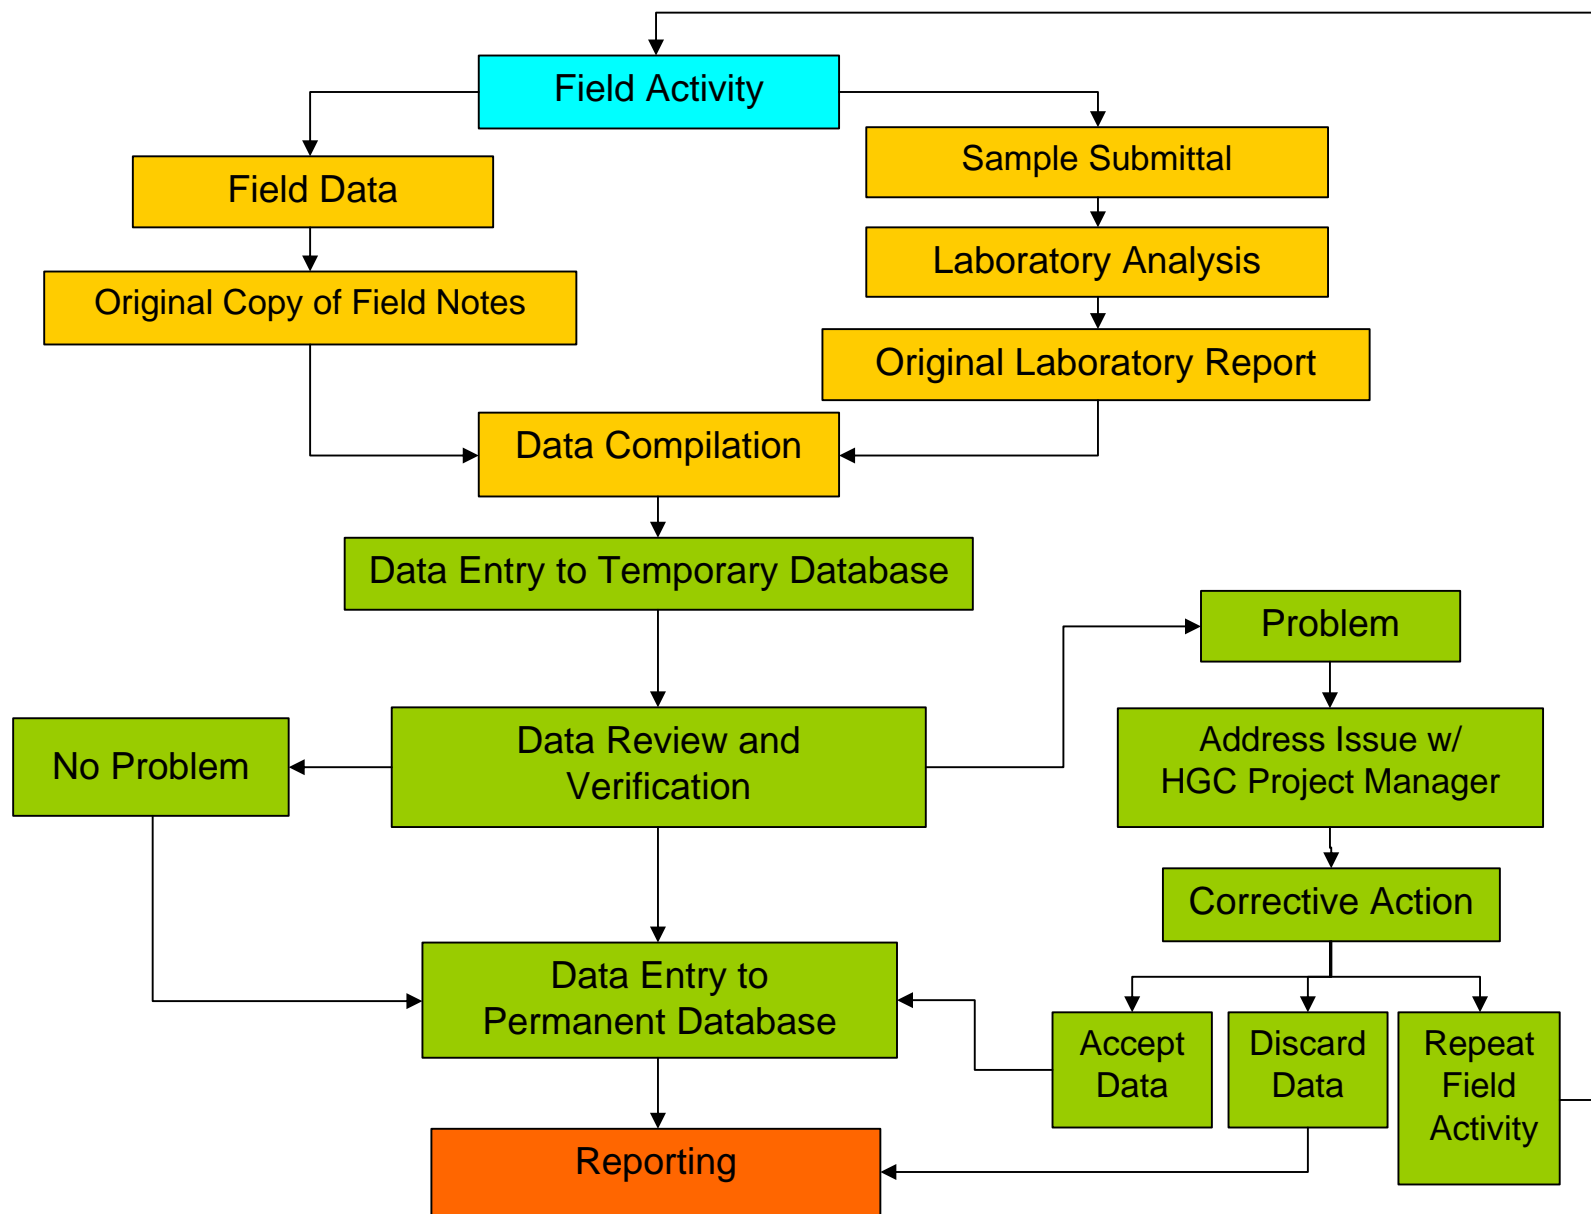 Field Activity
Sample Submittal
Field Data
Laboratory Analysis
Original Copy of Field Notes
Original Laboratory Report
Data Compilation
Data Entry to Temporary Database
Problem
No Problem
Data Review and
Verification
Address Issue w/
HGC Project Manager
Corrective Action
Data Entry to
Permanent Database
Accept
Data
Discard
Data
Repeat
Field
Activity
Reporting